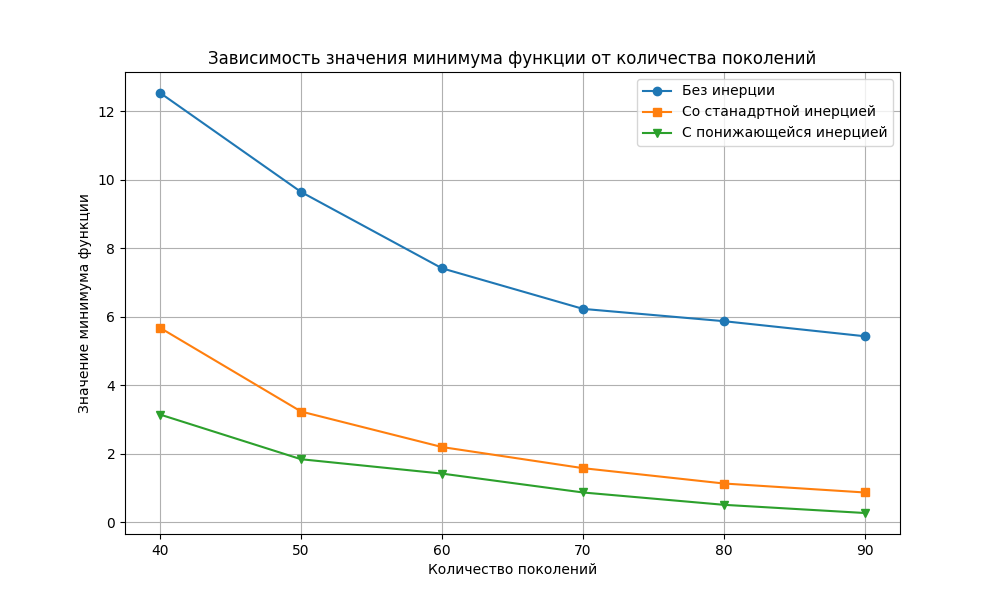 Зависимость значения минимума функции от количества поколений
Без инерции
Со станадртной инерцией
С понижающейся инерцией
Значение минимума функции
12
10
8
6
4
2
0
40 50 60 70 80 90
Количество поколений